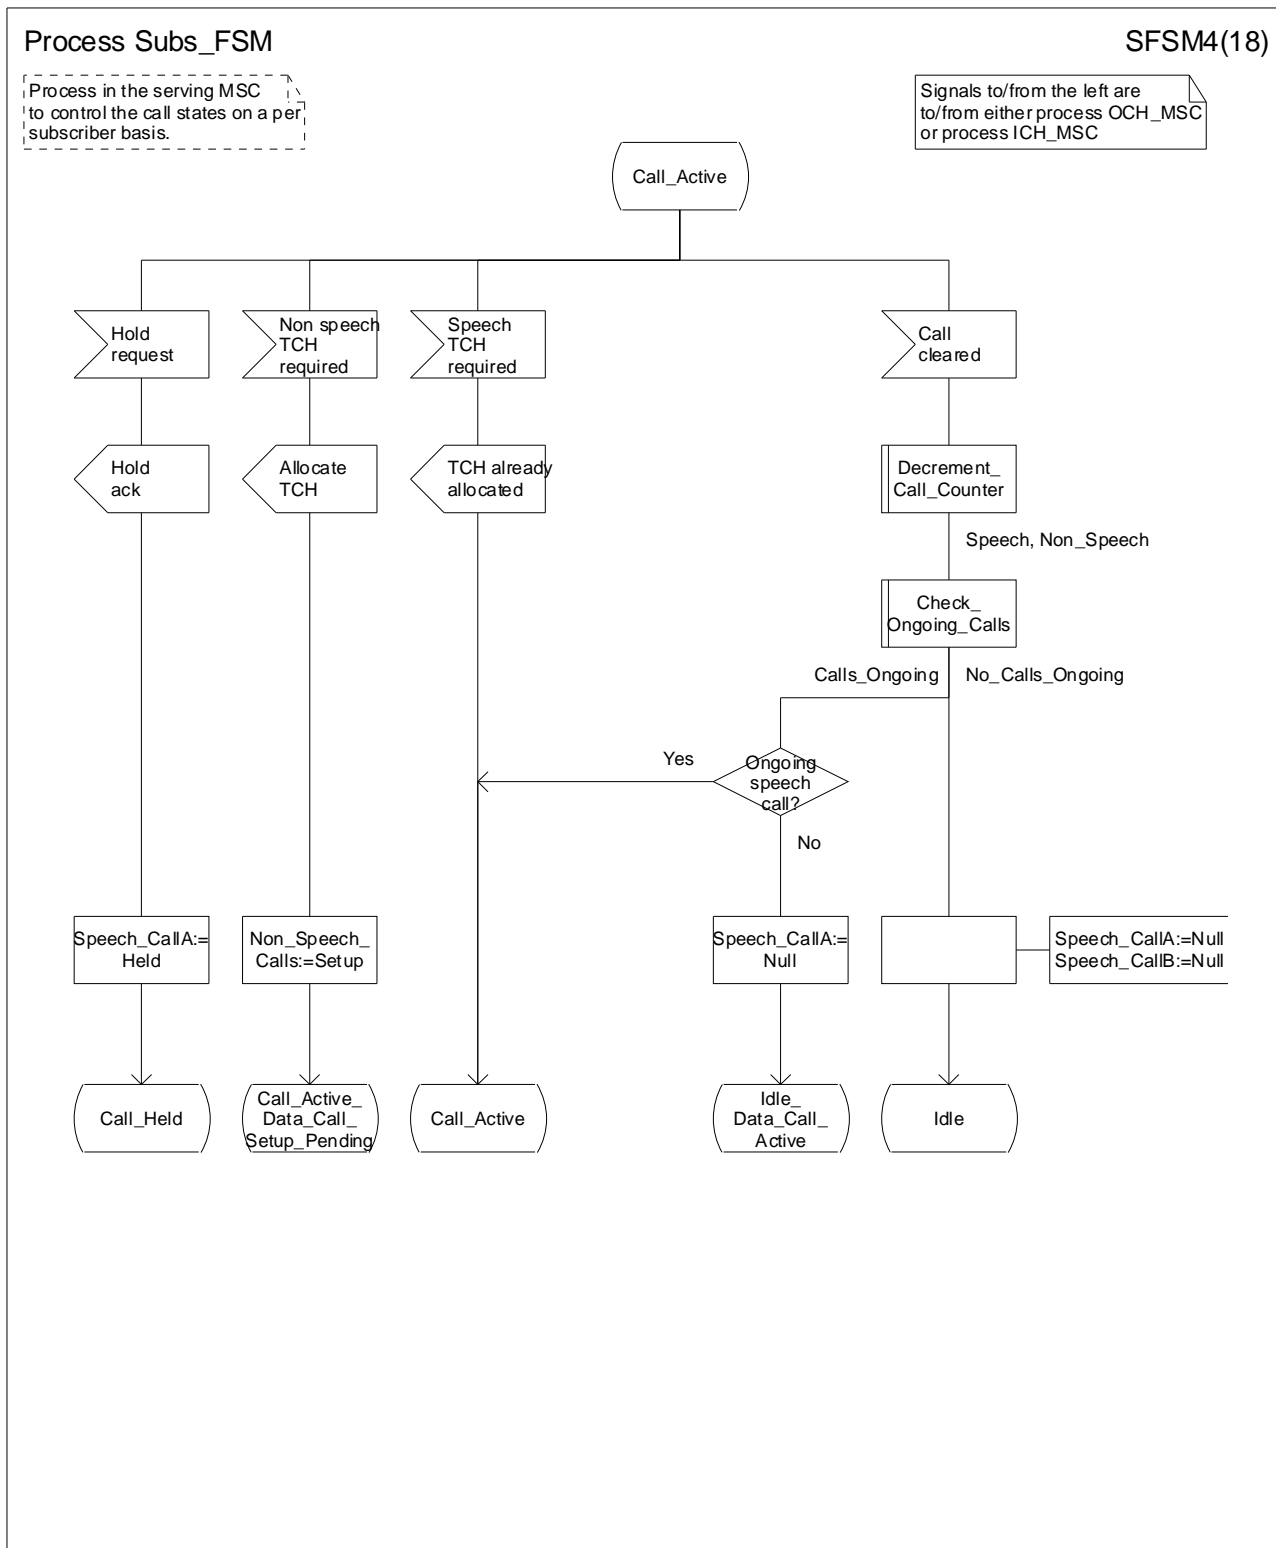 Process Subs_FSM
SFSM4(18)
Process in the serving MSC
to control the call states on a per
subscriber basis.
Signals to/from the left are
to/from either process OCH_MSC
or process ICH_MSC
Call_Active
Hold
request
Non speech
TCH
required
Speech
TCH
required
Call
cleared
Hold
ack
Allocate
TCH
TCH already
allocated
Decrement_
Call_Counter
Speech, Non_Speech
Check_
Ongoing_Calls
Calls_Ongoing
No_Calls_Ongoing
Yes
Ongoing
speech
call?
No
Speech_CallA:=
Held
Non_Speech_
Calls:=Setup
Speech_CallA:=
Null
Speech_CallA:=Null
Speech_CallB:=Null
Call_Held
Call_Active_
Data_Call_
Setup_Pending
Call_Active
Idle_
Data_Call_
Active
Idle